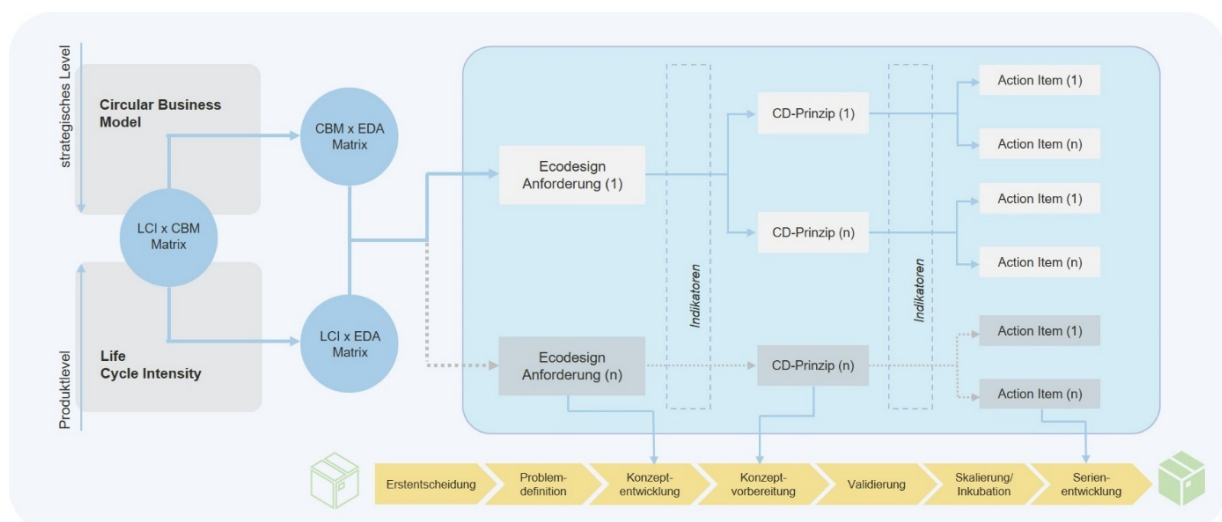 strategisches Level
Produktlevel
Circular Business
Model
LCI x CBM
Matrix
Life
Cycle Intensity
CBM x EDA
Matrix
LCI x EDA
Matrix
Ecodesign
Anforderung (1)
Ecodesign
Anforderung (n)
Indikatoren
CD-Prinzip (1)
CD-Prinzip (n)
CD-Prinzip (n)
Indikatoren
Action Item (1)
Action Item (n)
Action Item (1)
Action Item (n)
Action Item (1)
Action Item (n)
Erstentscheidung
Problem-
definition
Konzept-
entwicklung
Konzept-
vorbereitung
Validierung
Skalierung/
Inkubation
Serien-
entwicklung